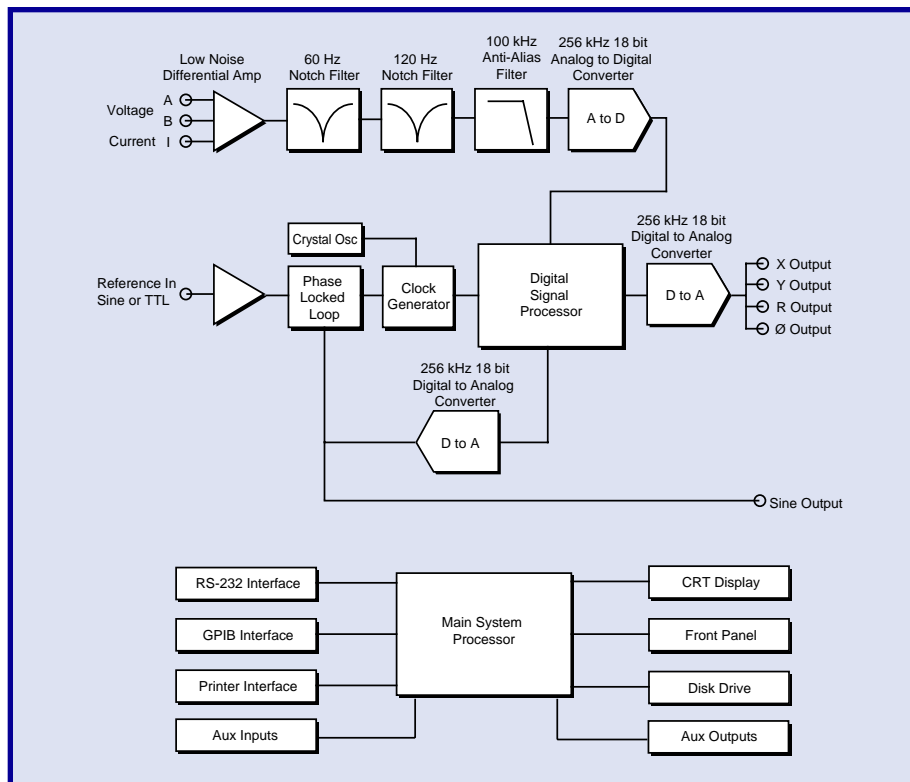 Low Noise
Differential Amp
60 Hz
Notch Filter
120 Hz
Notch Filter
100 kHz
Anti-Alias
Filter
256 kHz 18 bit
Analog to Digital
Converter
Voltage
A
B
Current
I
A to D
Crystal Osc
Reference In
Sine or TTL
Phase
Locked
Loop
Clock
Generator
Digital
Signal
Processor
256 kHz 18 bit
Digital to Analog
Converter
D to A
X Output
Y Output
R Output
Ø Output
256 kHz 18 bit
Digital to Analog
Converter
D to A
Sine Output
RS-232 Interface
GPIB Interface
Printer Interface
Aux Inputs
Main System
Processor
CRT Display
Front Panel
Disk Drive
Aux Outputs